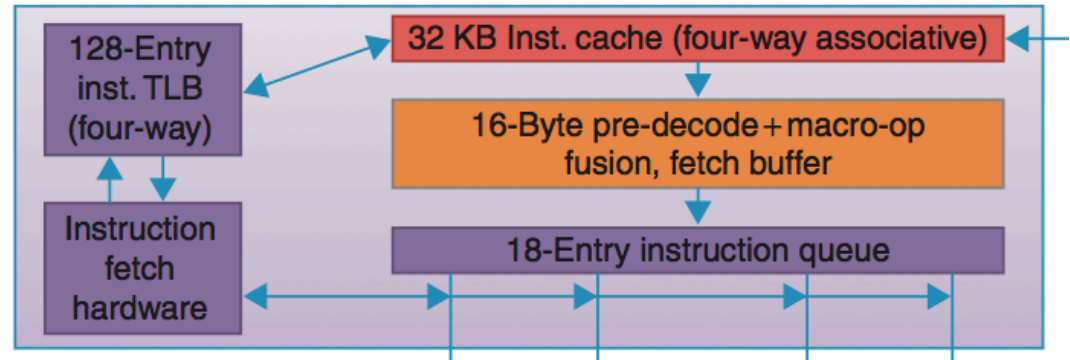 128-Entry
inst. TLB
(four-way)
32 KB Inst. cache (four-way associative)
16-Byte pre-decode+macro-op
fusion, fetch buffer
Instruction
fetch
hardware
18-Entry instruction queue